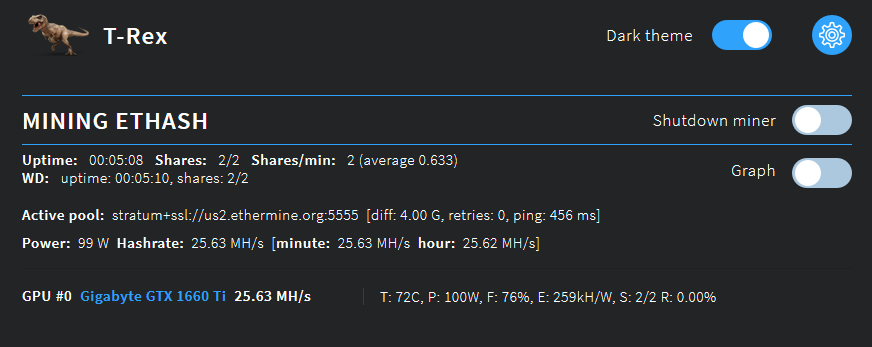 T-Rex
Dark theme
MINING ETHASH
Shutdown miner
Uptime: 00:05:08 Shares: 2/2 Shares/min: 2 (average 0.633)
WD: uptime: 00:05:10, shares: 2/2
Graph
Active pool: stratum+ssl://us2.ethermine.org:5555 [diff: 4.00 G, retries: 0, ping: 456 ms]
Power: 99 W Hashrate: 25.63 MH/s [minute: 25.63 MH/s hour: 25.62 MH/s]
GPU #0 Gigabyte GTX 1660 Ti 25.63 MH/s T: 72C, P: 100W, F: 76%, E: 259kH/W, S: 2/2 R: 0.00%